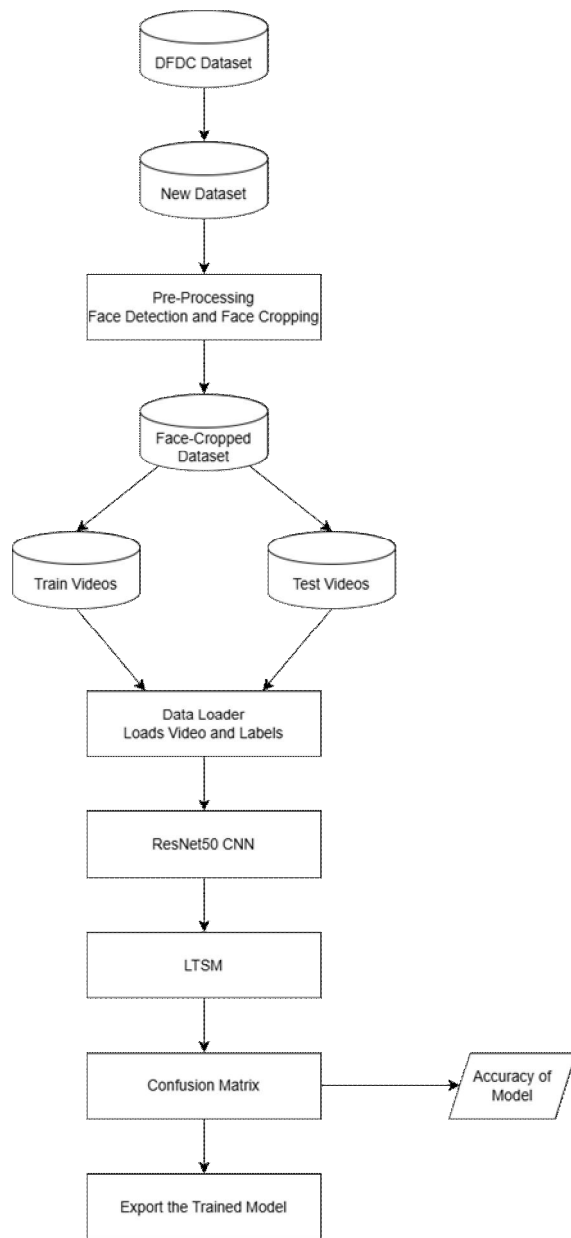 DFDC Dataset
New Dataset
Pre-Processing
Face Detection and Face Cropping
Face-Cropped
Dataset
Train Videos
Test Videos
Data Loader
Loads Video and Labels
ResNet50 CNN
LTSM
Confusion Matrix
Accuracy of
Model
Export the Trained Model